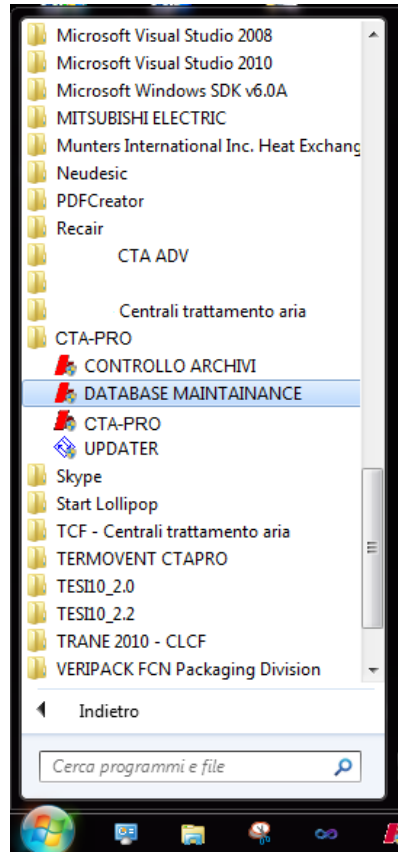 Microsoft Visual Studio 2008
Microsoft Visual Studio 2010
Microsoft Windows SDK v6.0A
MITSUBISHI ELECTRIC
Munters International Inc. Heat Exchang
Neudesic
PDFCreator
Recair
CTA ADV
Centrali trattamento aria
CTA-PRO
CONTROLLO ARCHIVI
DATABASE MAINTAINANCE
CTA-PRO
UPDATER
Skype
Start Lollipop
TCF - Centrali trattamento aria
TERMOVENT CTAPRO
TESI10_2.0
TESI10_2.2
TRANE 2010 - CLCF
VERIPACK FCN Packaging Division
Indietro
Cerca programmi e file